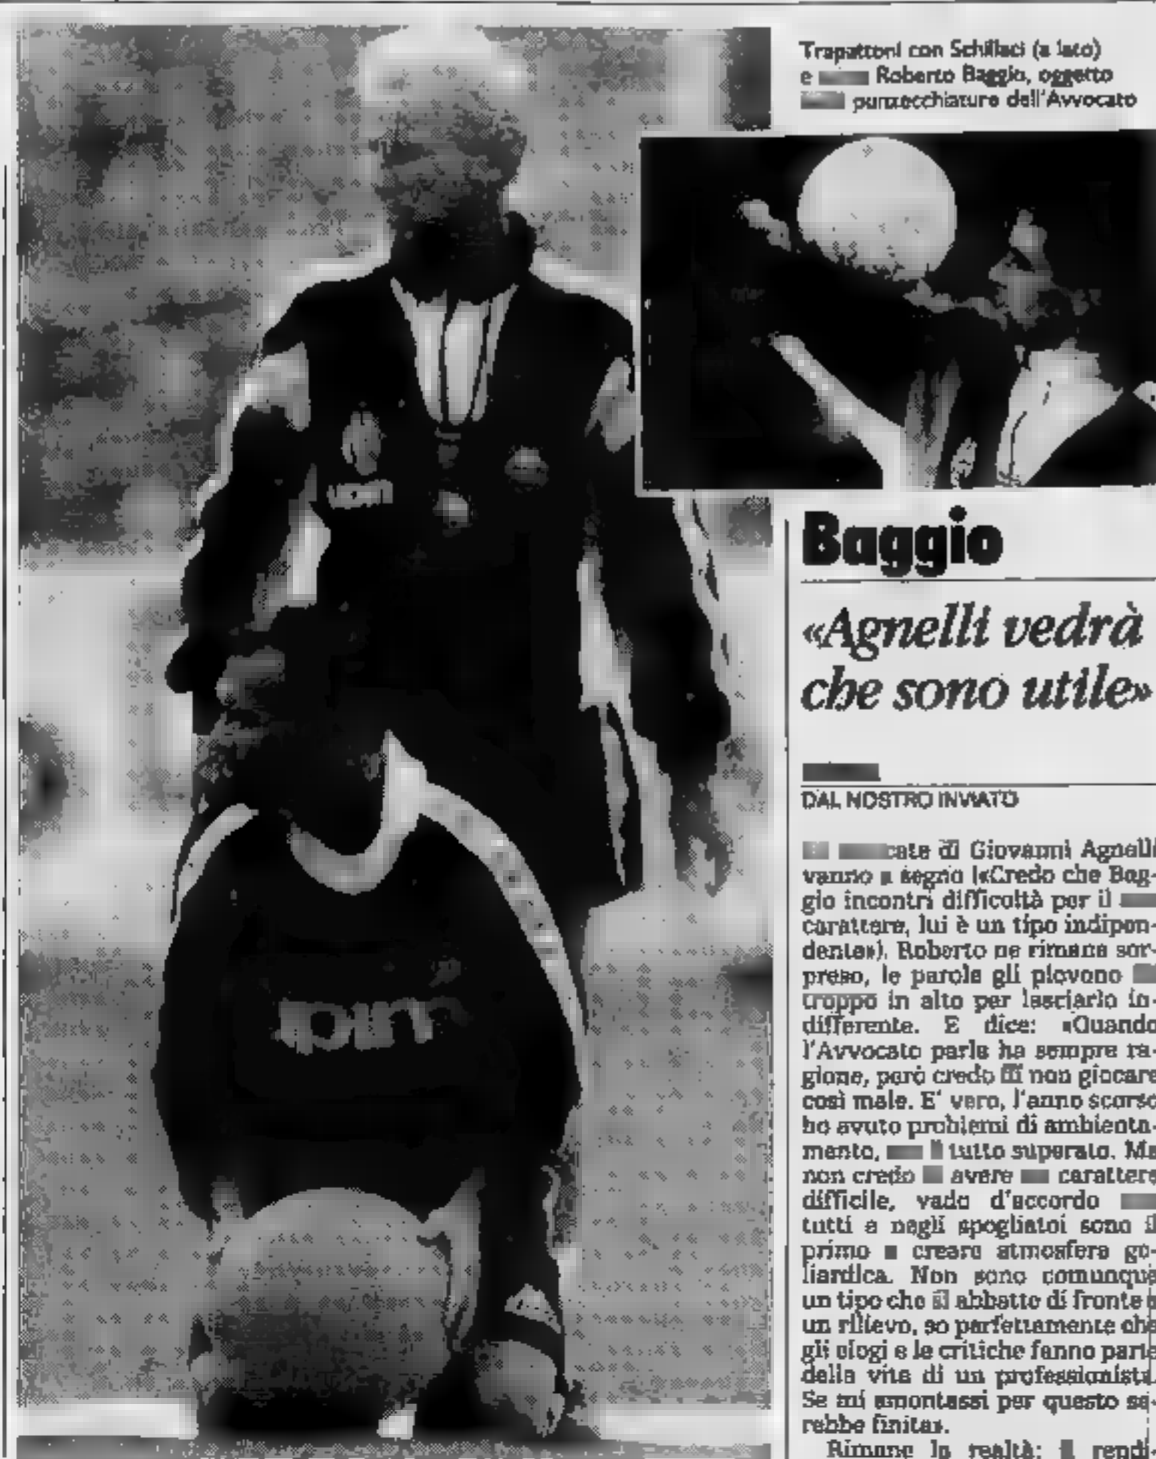 Trapattoni con Schillaci (a lato)
e Roberto Baggio, oggetto
punzecchiature dell'Avvocato
upim
upim
Baggio
«Agnelli vedrà
che sono utile»
DAL NOSTRO INVIATO
di Giovanni Agnelli
vanno a segno («Credo che Bag-
gio incontri difficoltà per il
carattere, lui è un tipo indipen-
dente»). Roberto ne rimane sor-
preso, le parole gli piovono
troppo in alto per lasciarlo in-
differente. E dice: «Quando
l'Avvocato parla ha sempre ra-
gione, però credo di non giocare
così male. E' vero, l'anno scorso
ho avuto problemi di ambienta-
mento, tutto superato. Ma
non credo avere carattere
difficile, vado d'accordo
tutti e negli spogliatoi sono il
primo a creare atmosfera go-
liardica. Non sono comunque
un tipo che si abbatte di fronte a
un rilievo, so perfettamente che
gli elogi e le critiche fanno parte
della vita di un professionista.
Se mi smontassi per questo sa-
rebbe finita».
Rimane la realtà: il rendi-